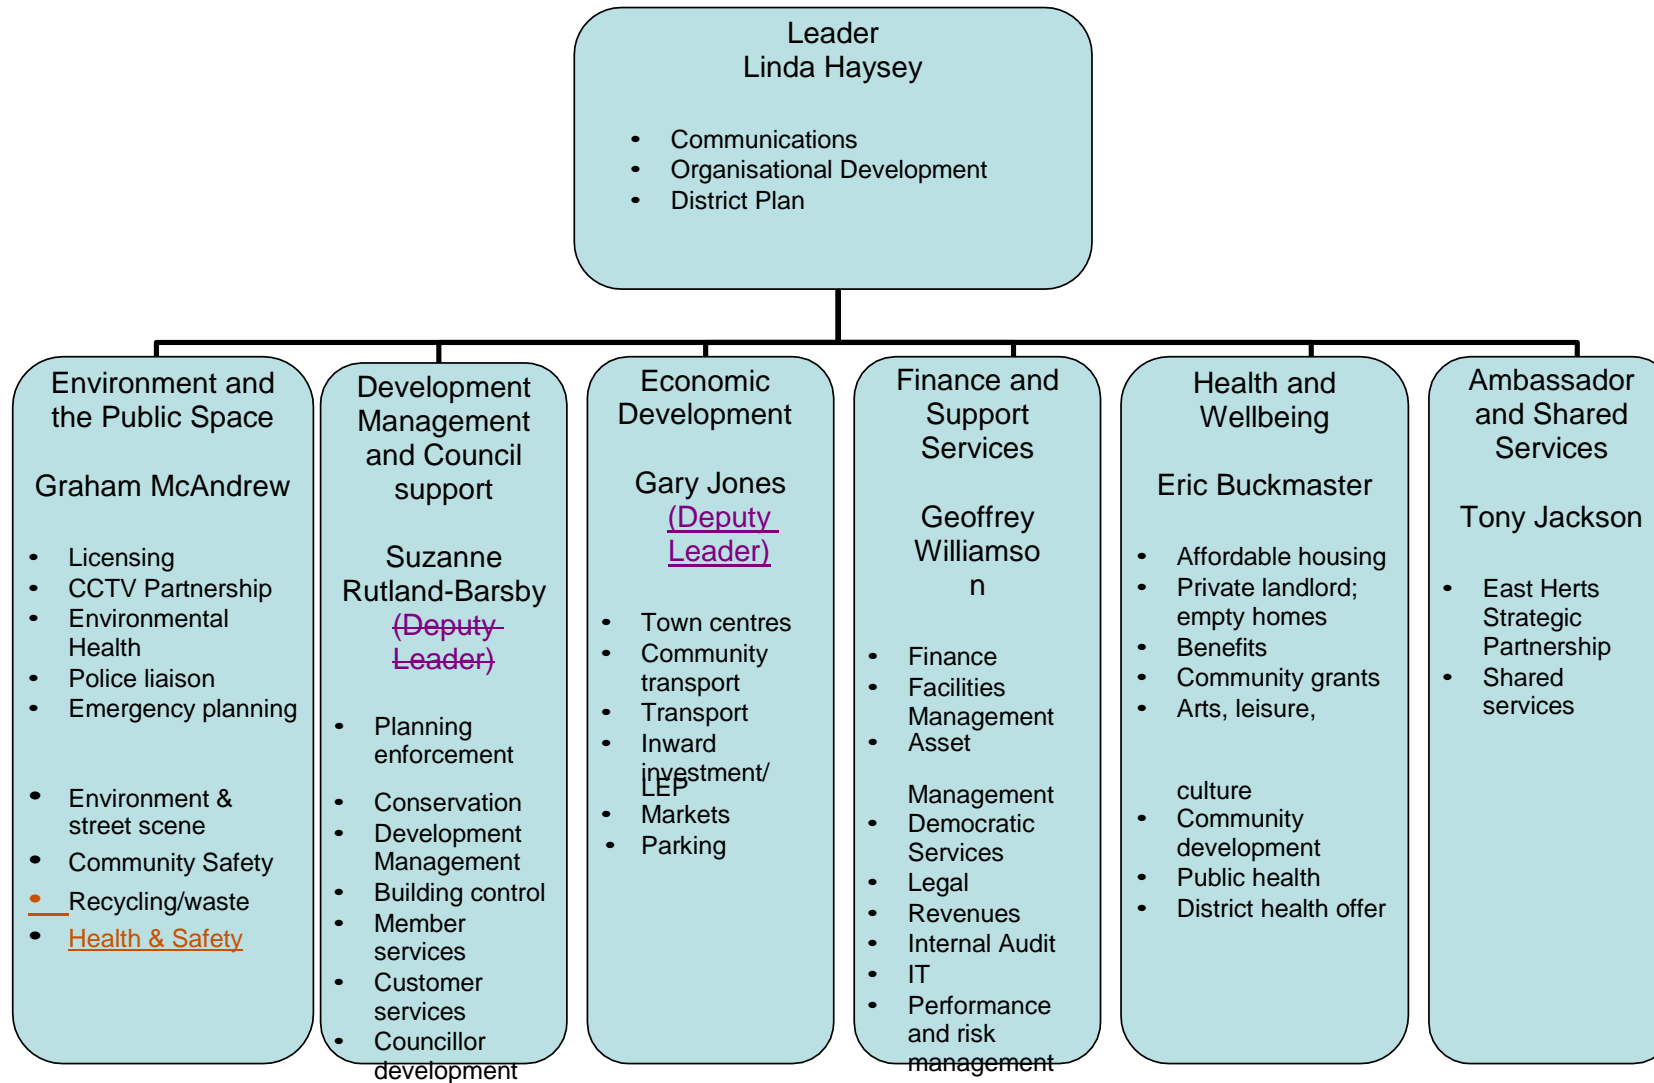 Leader
Linda Haysey
• Communications
• Organisational Development
• District Plan
Environment and
the Public Space
Graham McAndrew
• Licensing
• CCTV Partnership
• Environmental
Health
• Police liaison
• Emergency planning
• Environment &
street scene
• Community Safety
• Recycling/waste
• Health & Safety
Development
Management
and Council
support
Suzanne
Rutland-Barsby
(Deputy
Leader)
• Planning
enforcement
• Conservation
• Development
Management
• Building control
• Member
services
• Customer
services
• Councillor
development
Economic
Development
Gary Jones
(Deputy
Leader)
• Town centres
• Community
transport
• Transport
• Inward
investment/
LEP
• Markets
• Parking
Finance and
Support
Services
Geoffrey
Williamso
n
• Finance
• Facilities
Management
• Asset
Management
• Democratic
Services
• Legal
• Revenues
• Internal Audit
• IT
• Performance
and risk
management
Health and
Wellbeing
Eric Buckmaster
• Affordable housing
• Private landlord;
empty homes
• Benefits
• Community grants
• Arts, leisure,
culture
• Community
development
• Public health
• District health offer
Ambassador
and Shared
Services
Tony Jackson
• East Herts
Strategic
Partnership
• Shared
services